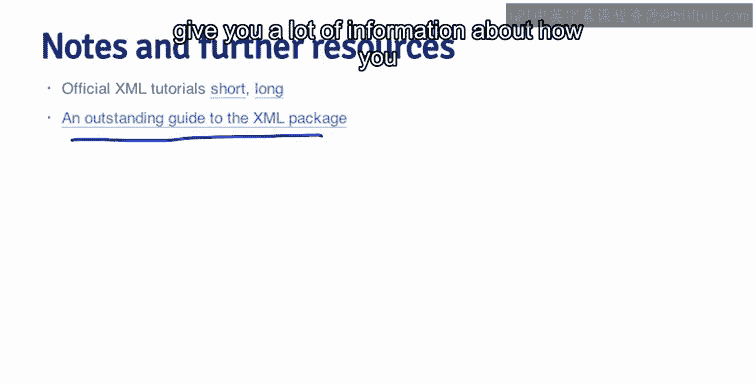 give you a lot of information about how
you
Notes and further resources
· Official XML tutorials short, long
· An outstanding guide to the XML package